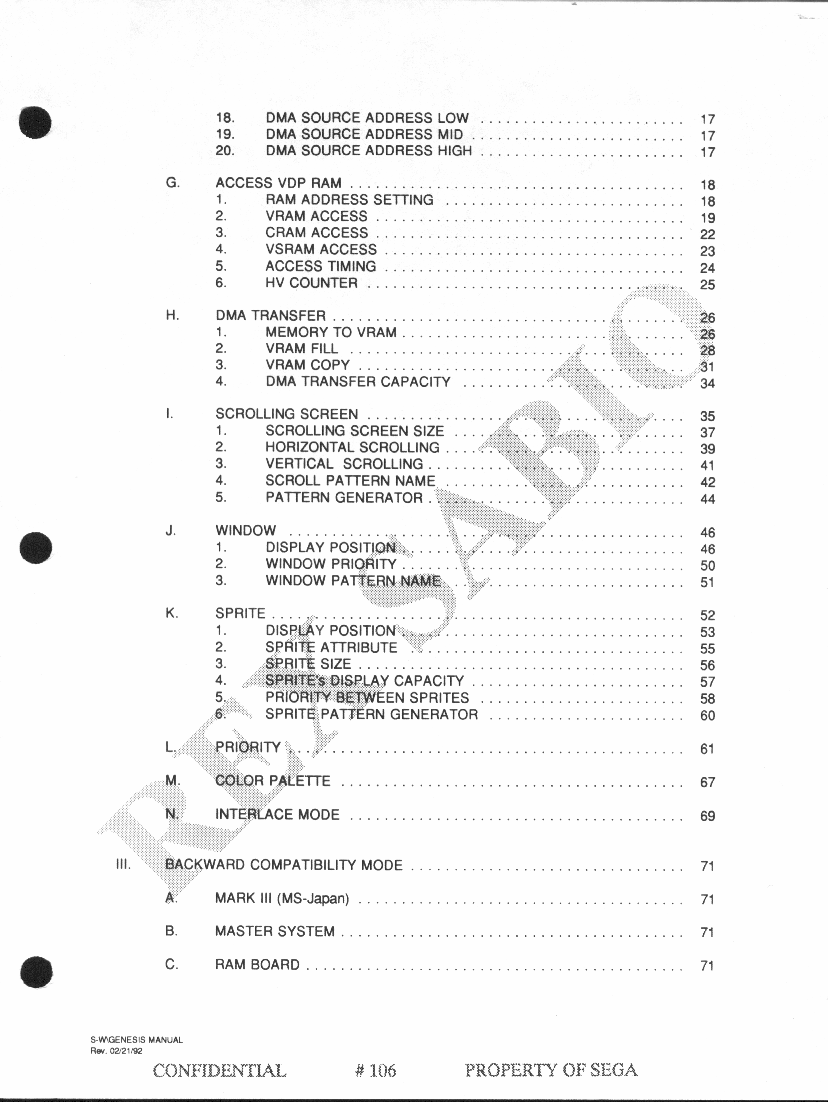 18. DMA SOURCE ADDRESS LOW ........................ 17
19. DMA SOURCE ADDRESS MID ......................... 17
20. DMA SOURCE ADDRESS HIGH ........................ 17
G. ACCESS VDP RAM ....................................... 18
1. RAM ADDRESS SETTING ............................ 18
2. VRAM ACCESS .................................... 19
3. CRAM ACCESS .................................... 22
4. VSRAM ACCESS ................................... 23
5. ACCESS TIMING ................................... 24
6. HV COUNTER ..................................... 25
H. DMA TRANSFER ......................................... 26
1. MEMORY TO VRAM ................................. 26
2. VRAM FILL ....................................... 28
3. VRAM COPY ...................................... 31
4. DMA TRANSFER CAPACITY .......................... 34
I. SCROLLING SCREEN ..................................... 35
1. SCROLLING SCREEN SIZE ........................... 37
2. HORIZONTAL SCROLLING ............................ 39
3. VERTICAL SCROLLING .............................. 41
4. SCROLL PATTERN NAME ............................ 42
5. PATTERN GENERATOR .............................. 44
J. WINDOW .............................................. 46
1. DISPLAY POSITION ................................. 46
2. WINDOW PRIORITY ................................. 50
3. WINDOW PATTERN NAME ............................ 51
K. SPRITE ................................................ 52
1. DISPLAY POSITION ................................. 53
2. SPRITE ATTRIBUTE ................................ 55
3. SPRITE SIZE ...................................... 56
4. SPRITE's DISPLAY CAPACITY ......................... 57
5. PRIORITY BETWEEN SPRITES ........................ 58
6. SPRITE PATTERN GENERATOR ....................... 60
L. PRIORITY .............................................. 61
M. COLOR PALETTE ........................................ 67
N. INTERLACE MODE ....................................... 69
III. BACKWARD COMPATIBILITY MODE ................................ 71
A. MARK III (MS-Japan) ...................................... 71
B. MASTER SYSTEM ........................................ 71
C. RAM BOARD ............................................ 71
S-W\GENESIS MANUAL
Rev. 02/21/92
CONFIDENTIAL # 106 PROPERTY OF SEGA
REX SABIO